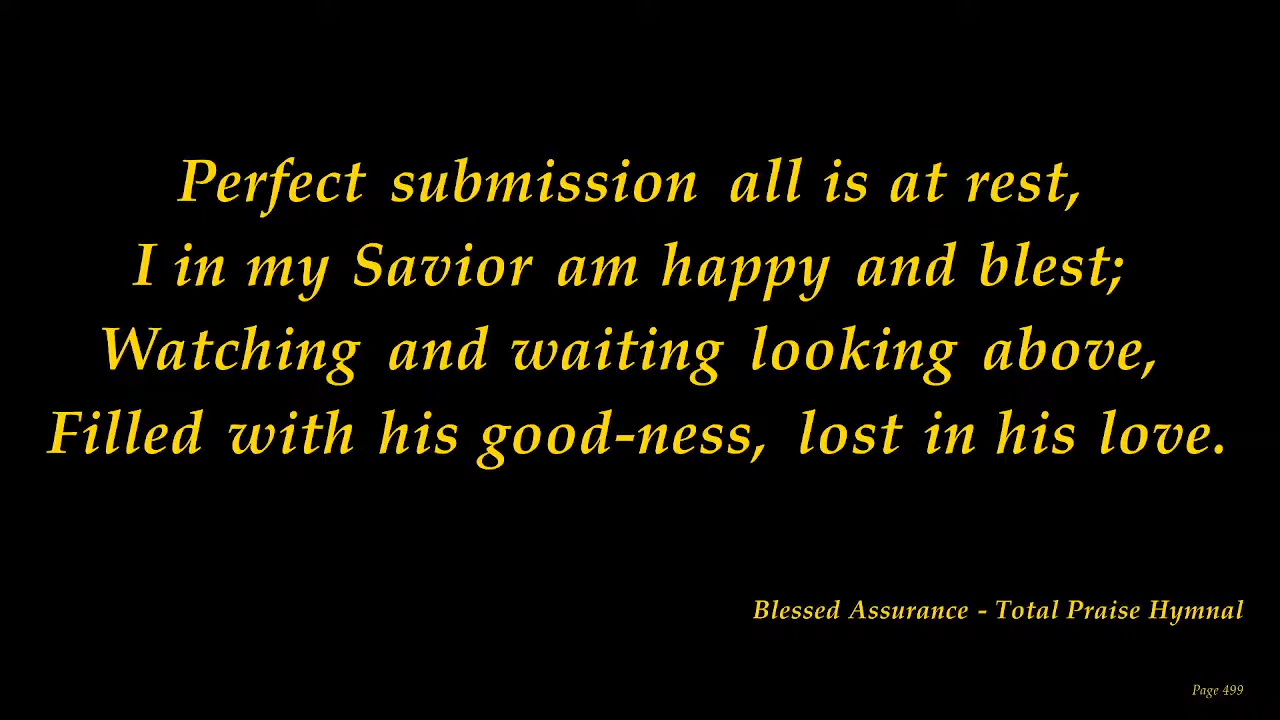 Perfect submission all is at rest,
I in my Savior am happy and blest;
Watching and waiting looking above,
Filled with his good-ness, lost in his love.
Blessed Assurance - Total Praise Hymnal
Page 499